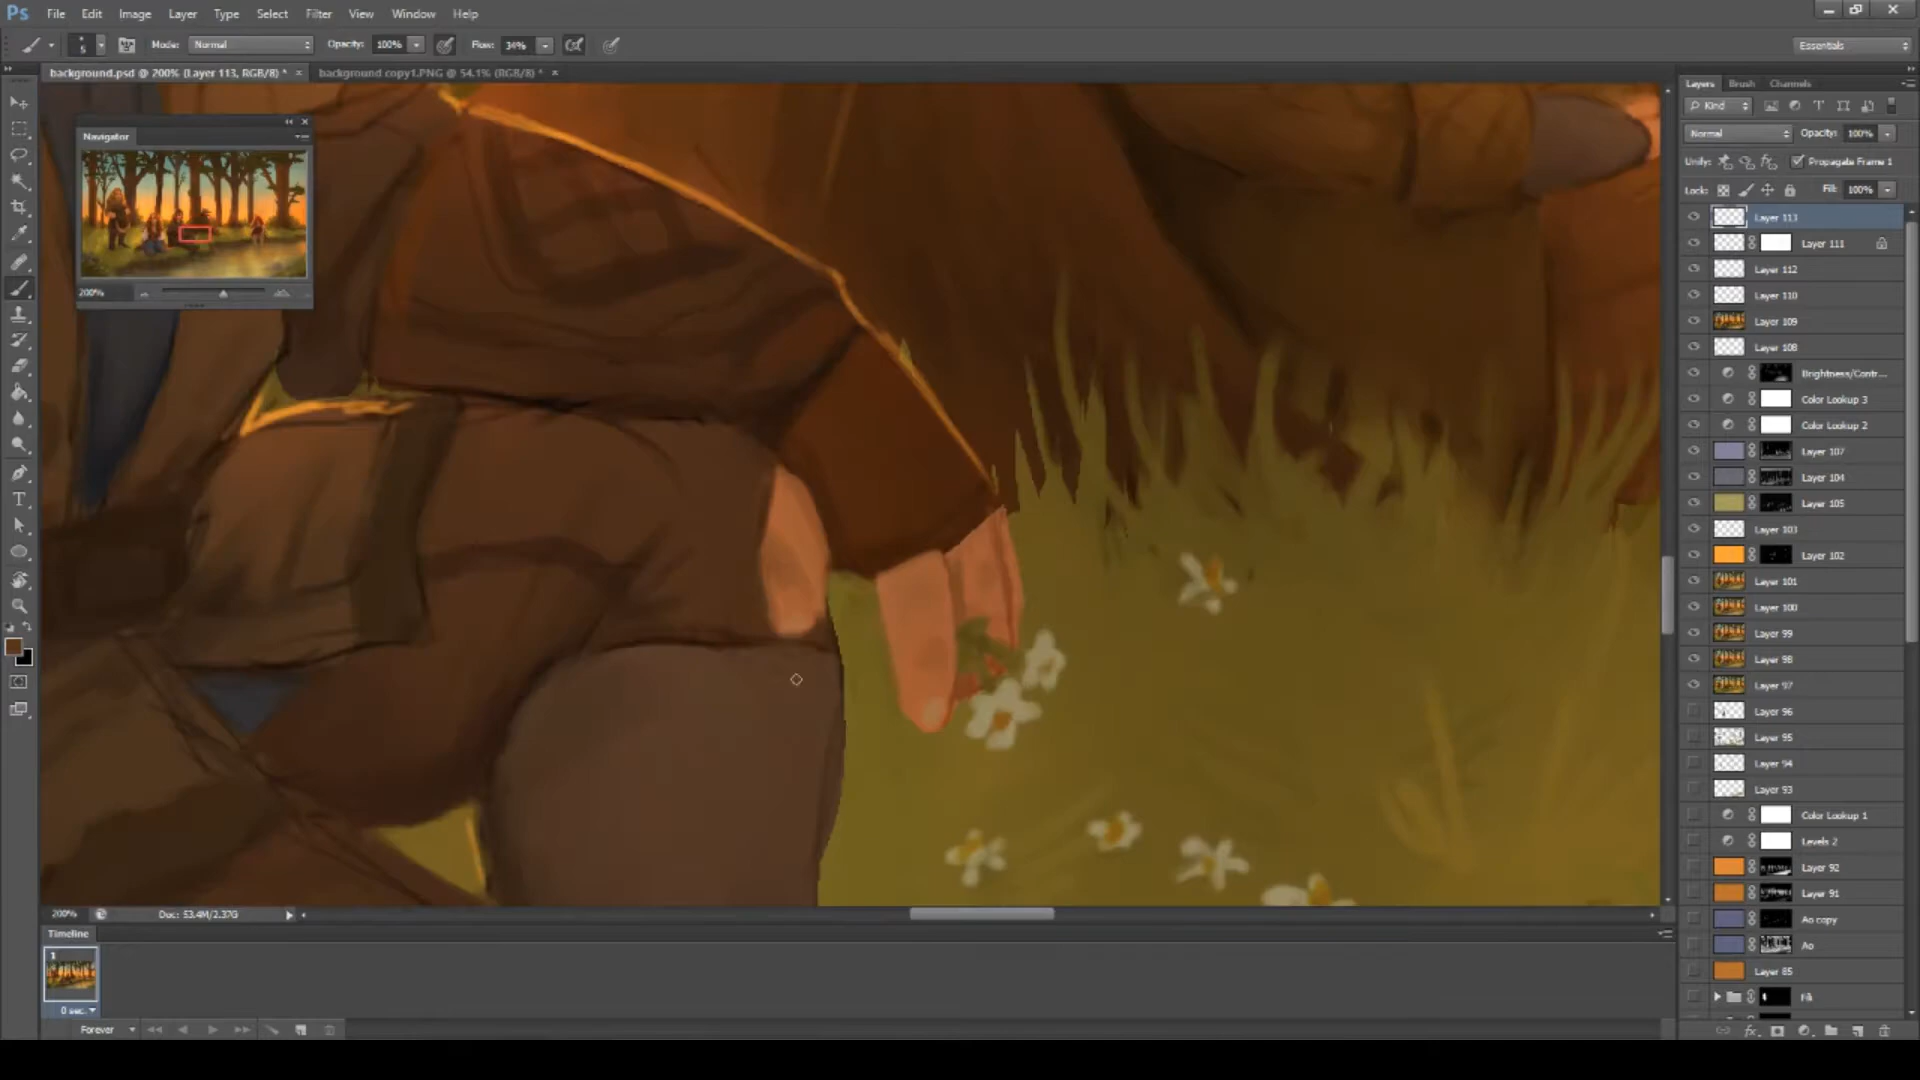 Ps File Edit Image Layer Type Select Filter View Window Help
5 Mode: Normal Opacity: 100% Flow: 34% Essentials
background.psd @ 200% (Layer 113, RGB/8) * × background copy1.PNG @ 54.1% (RGB/8) * ×
Navigator
200%
Layers Brush Channels
Kind
Normal Opacity: 100%
Unify: Propagate Frame 1
Lock: Fill: 100%
Layer 113
Layer 111
Layer 112
Layer 110
Layer 109
Layer 108
Brightness/Contr...
Color Lookup 3
Color Lookup 2
Layer 107
Layer 104
Layer 105
Layer 103
Layer 102
Layer 101
Layer 100
Layer 99
Layer 98
Layer 97
Layer 96
Layer 95
Layer 94
Layer 93
Color Lookup 1
Levels 2
Layer 92
Layer 91
Ao copy
Ao
Layer 85
200% Doc: 53.4M/2.37G
Timeline
1
0 sec.
Forever